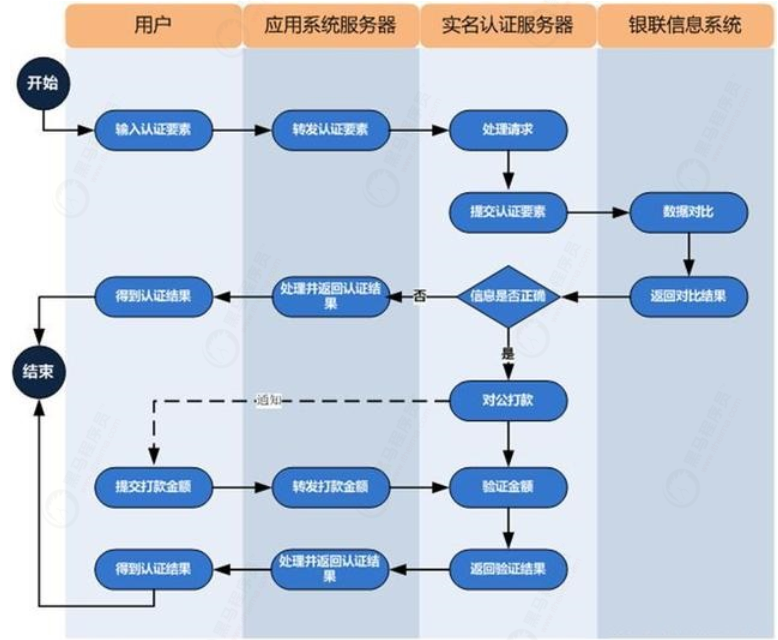 用户
应用系统服务器
实名认证服务器
银联信息系统
开始
输入认证要素
转发认证要素
处理请求
提交认证要素
数据对比
得到认证结果
处理并返回认证结
果
否
信息是否正确
返回对比结果
是
结束
对公打款
通知
提交打款金额
转发打款金额
验证金额
得到认证结果
处理并返回认证结
果
返回验证结果
黑马程序员